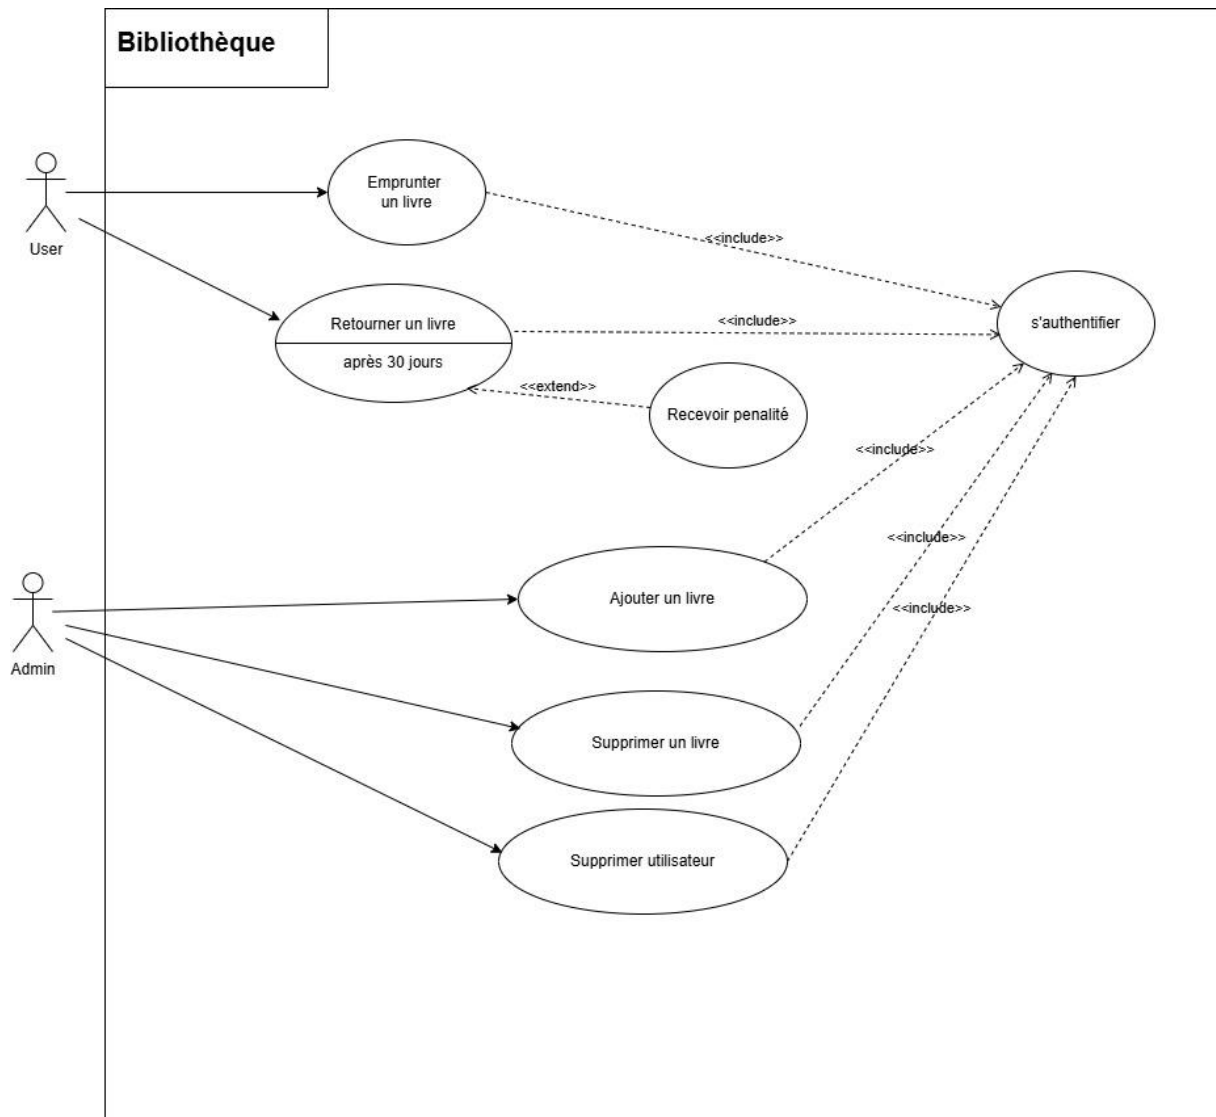 Bibliothèque
Emprunter
un livre
User
<<include>>
Retourner un livre
après 30 jours
<<include>>
s'authentifier
<<extend>>
Recevoir penalité
<<include>>
<<include>>
Ajouter un livre
<<include>>
Admin
Supprimer un livre
Supprimer utilisateur